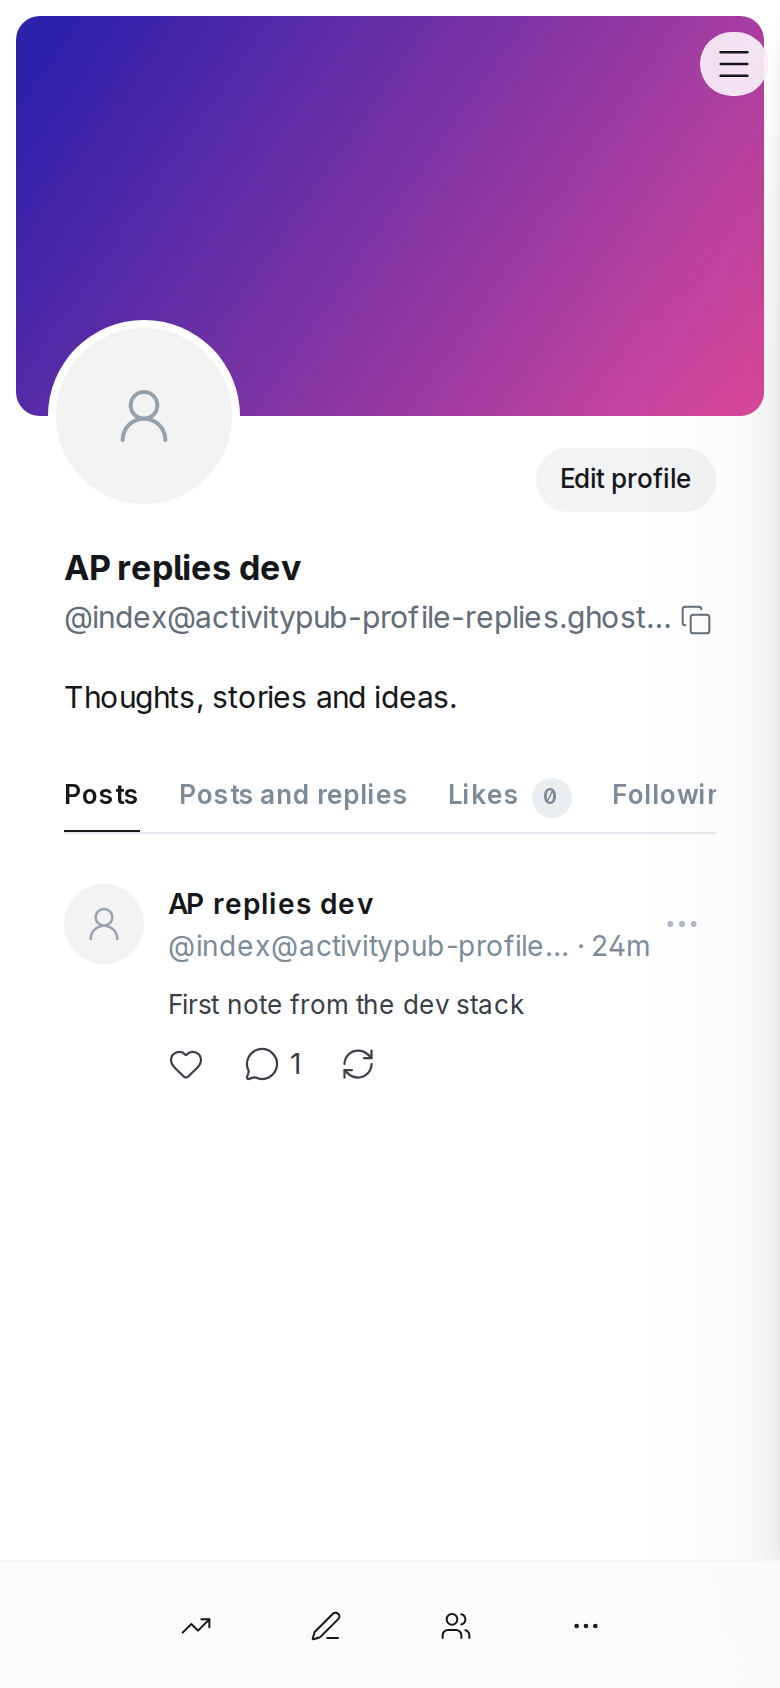 Edit profile
AP replies dev
@index@activitypub-profile-replies.ghost...
Thoughts, stories and ideas.
Posts Posts and replies Likes 0 Followin
AP replies dev
@index@activitypub-profile... · 24m
First note from the dev stack
1